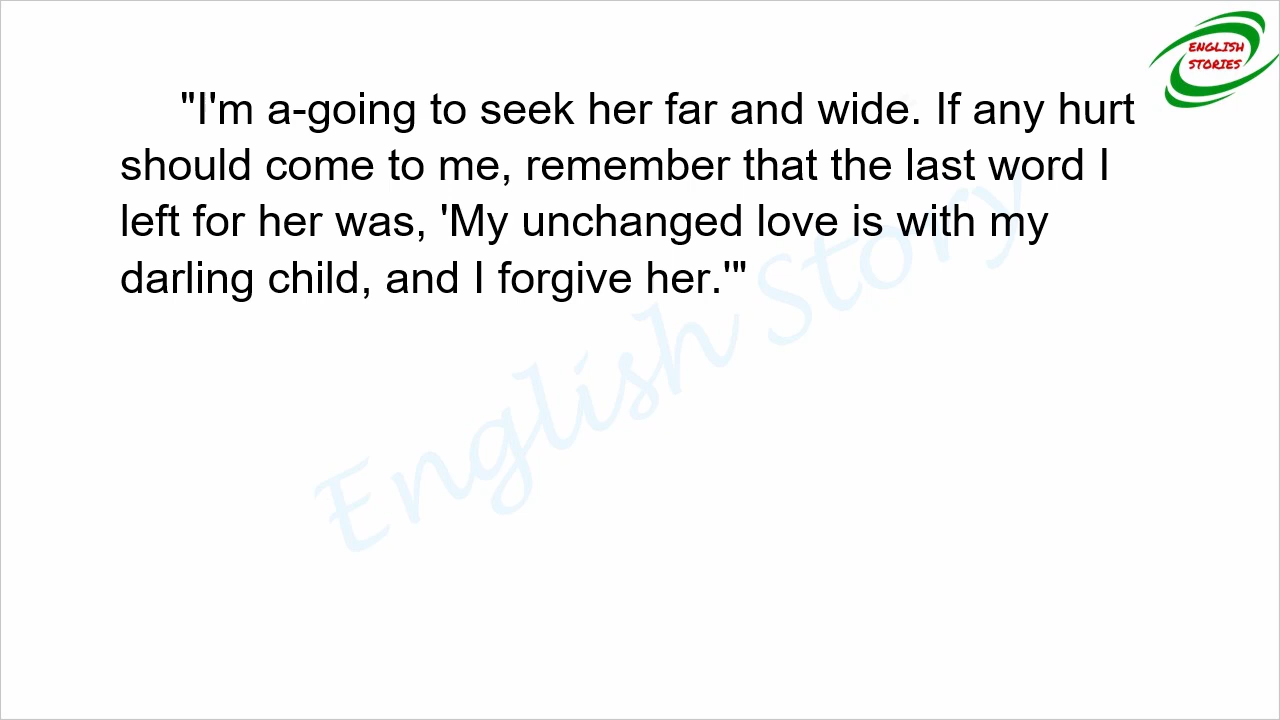 ENGLISH
STORIES
"I'm a-going to seek her far and wide. If any hurt
should come to me, remember that the last word I
left for her was, 'My unchanged love is with my
darling child, and I forgive her.'"
English Story